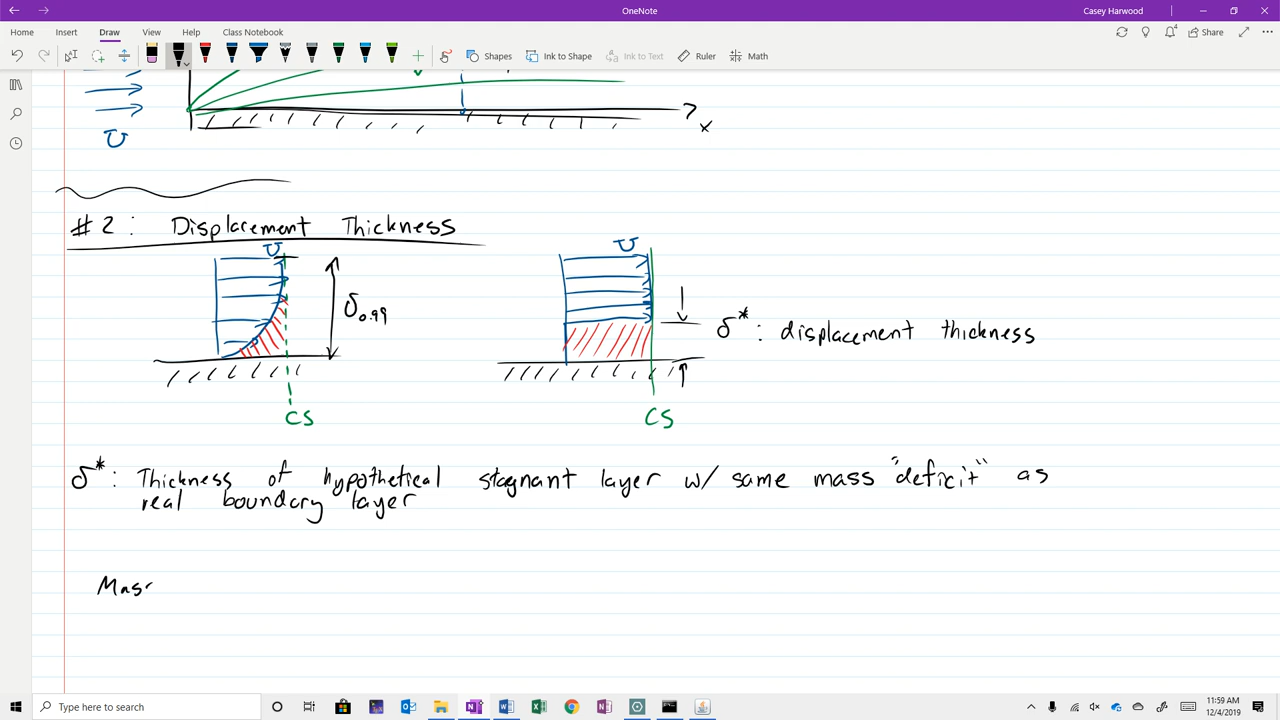 OneNote
Casey Harwood
Home Insert Draw View Help Class Notebook
Share
Shapes Ink to Shape Ink to Text Ruler Math
U
x
#2: Displacement Thickness
U
δ0.99
CS
U
δ*: displacement thickness
CS
δ*: Thickness of hypothetical stagnant layer w/ same mass "deficit" as
real boundary layer
Mas
Type here to search
11:59 AM
12/4/2019